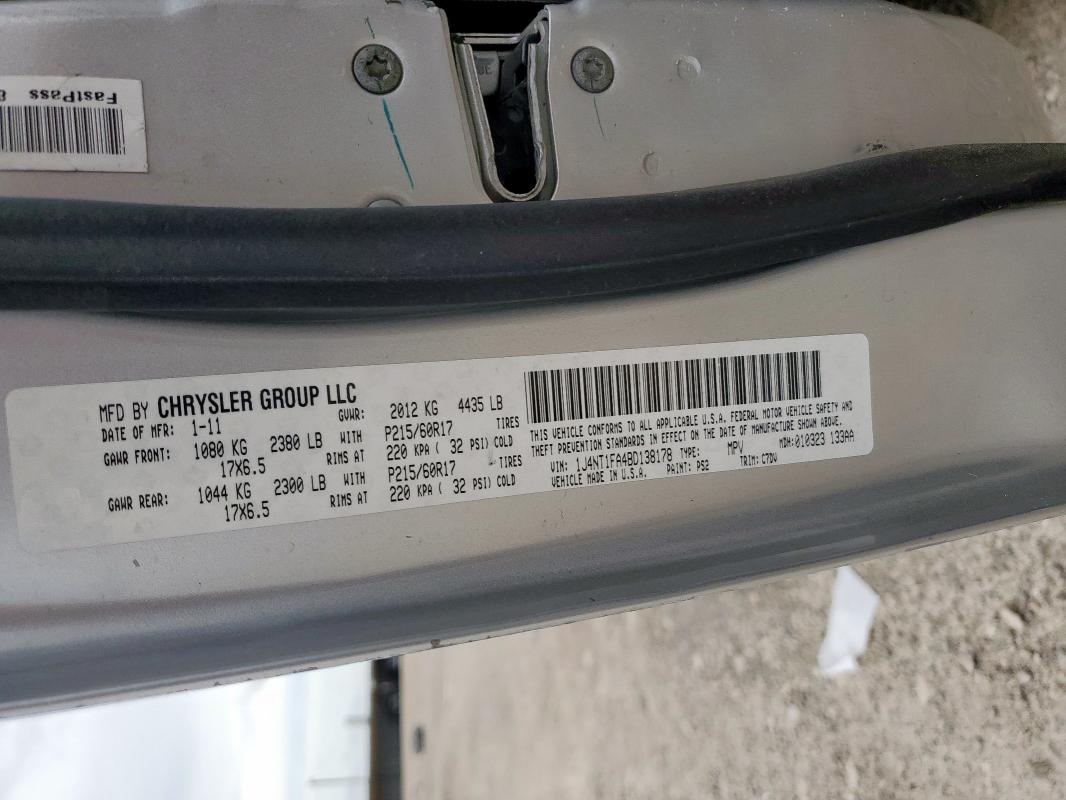 FastPass
MFD BY CHRYSLER GROUP LLC
DATE OF MFR: 1-11 GVWR: 2012 KG 4435 LB
GAWR FRONT: 1080 KG 2380 LB WITH P215/60R17 TIRES
17X6.5 RIMS AT 220 KPA ( 32 PSI) COLD
GAWR REAR: 1044 KG 2300 LB WITH P215/60R17 TIRES
17X6.5 RIMS AT 220 KPA ( 32 PSI) COLD
THIS VEHICLE CONFORMS TO ALL APPLICABLE U.S.A. FEDERAL MOTOR VEHICLE SAFETY AND
THEFT PREVENTION STANDARDS IN EFFECT ON THE DATE OF MANUFACTURE SHOWN ABOVE.
VIN: 1J4NT1FA4BD138178 TYPE: MPV MDH:010323 133AA
VEHICLE MADE IN U.S.A. PAINT: PS2 TRIM: C7DV